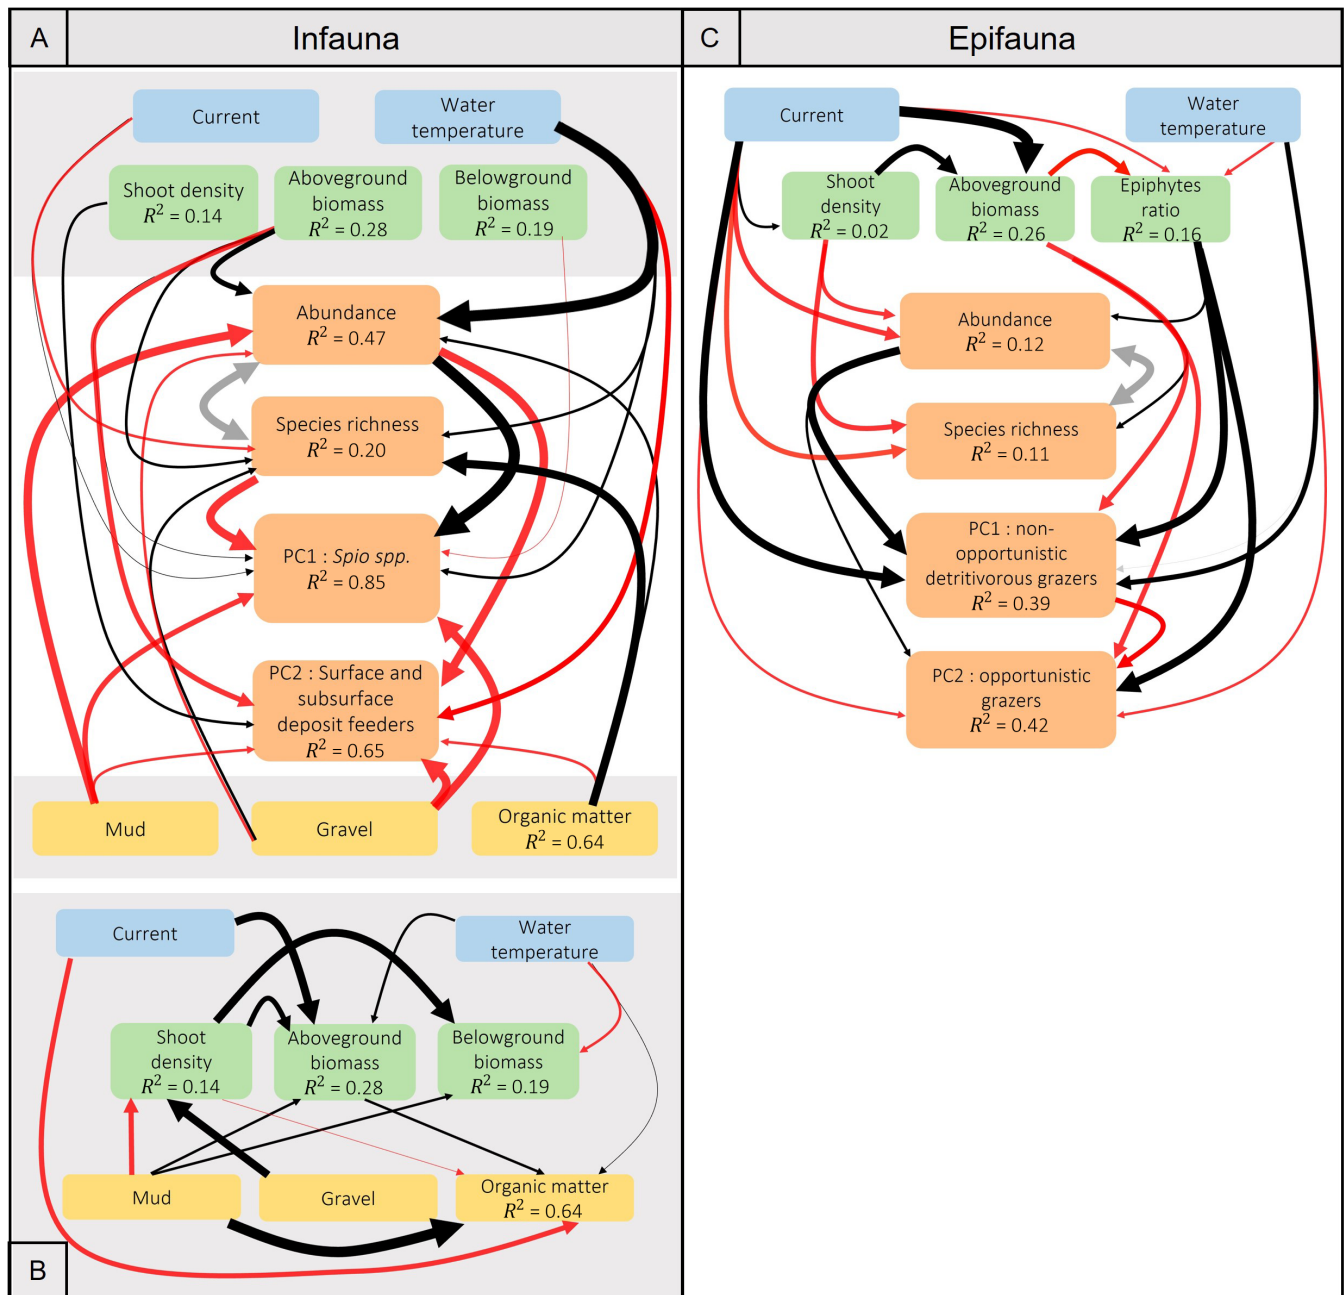 A
Infauna
Current
Water
temperature
Shoot density
R² = 0.14
Aboveground
biomass
R² = 0.28
Belowground
biomass
R² = 0.19
Abundance
R² = 0.47
Species richness
R² = 0.20
PC1 : Spio spp.
R² = 0.85
PC2 : Surface and
subsurface
deposit feeders
R² = 0.65
Mud
Gravel
Organic matter
R² = 0.64
B
Current
Water
temperature
Shoot
density
R² = 0.14
Aboveground
biomass
R² = 0.28
Belowground
biomass
R² = 0.19
Mud
Gravel
Organic matter
R² = 0.64
C
Epifauna
Current
Water
temperature
Shoot
density
R² = 0.02
Aboveground
biomass
R² = 0.26
Epiphytes
ratio
R² = 0.16
Abundance
R² = 0.12
Species richness
R² = 0.11
PC1 : non-
opportunistic
detritivorous grazers
R² = 0.39
PC2 : opportunistic
grazers
R² = 0.42